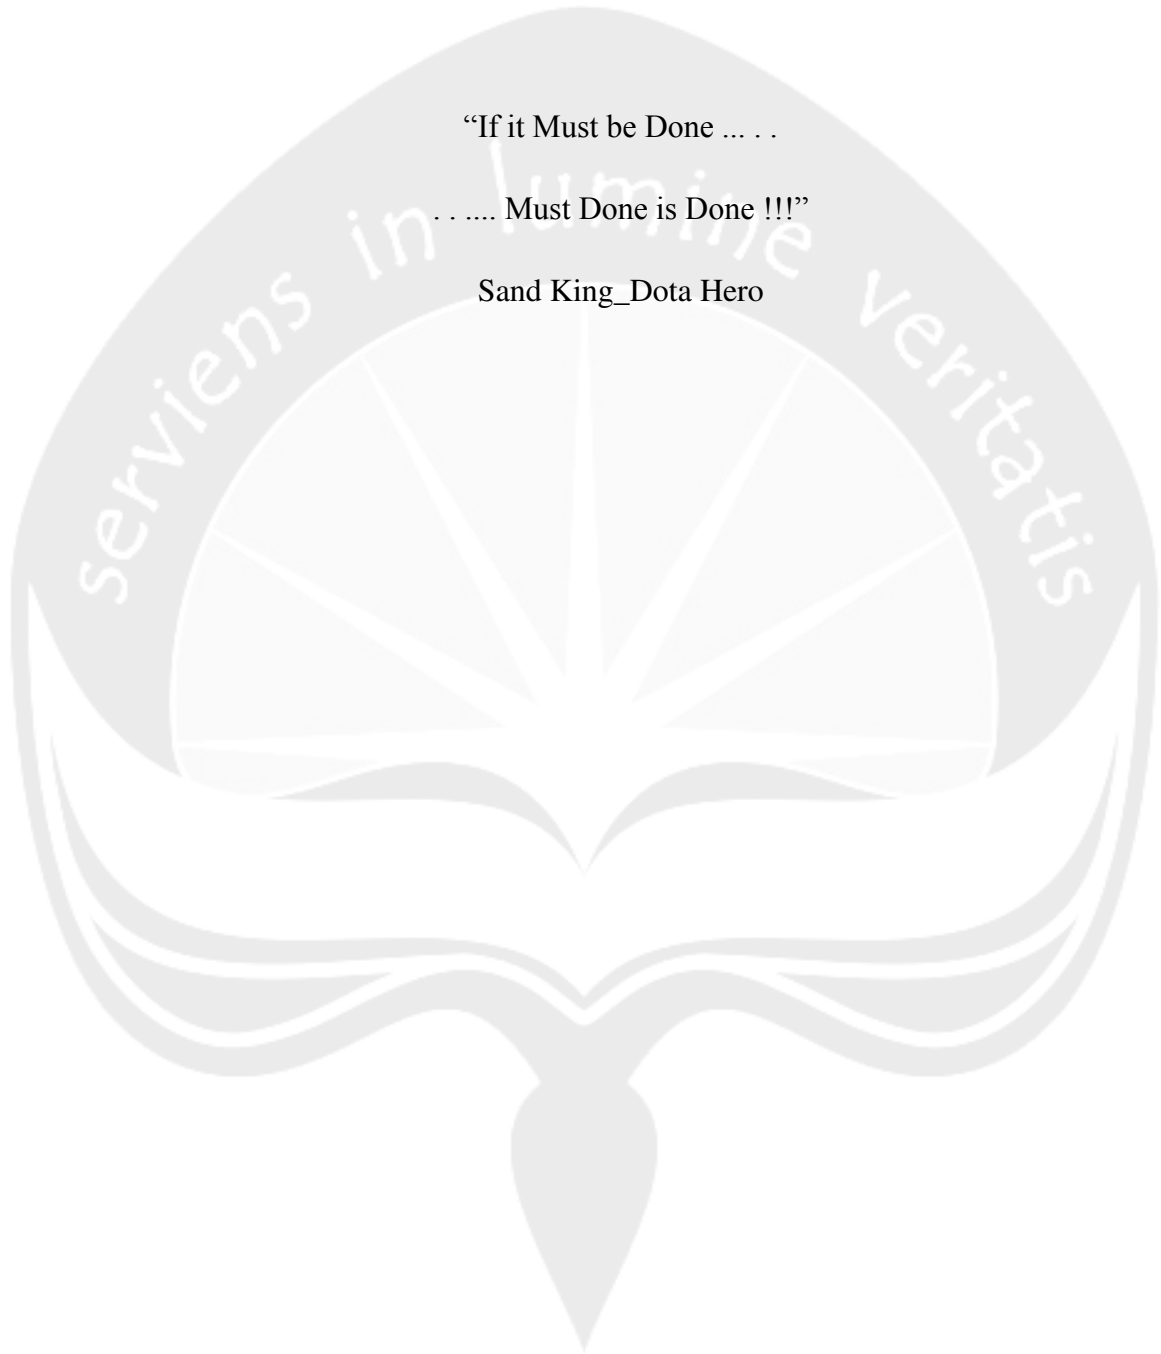 “If it Must be Done ... . .
. . .... Must Done is Done !!!”
Sand King_Dota Hero
serviens in lumine veritatis